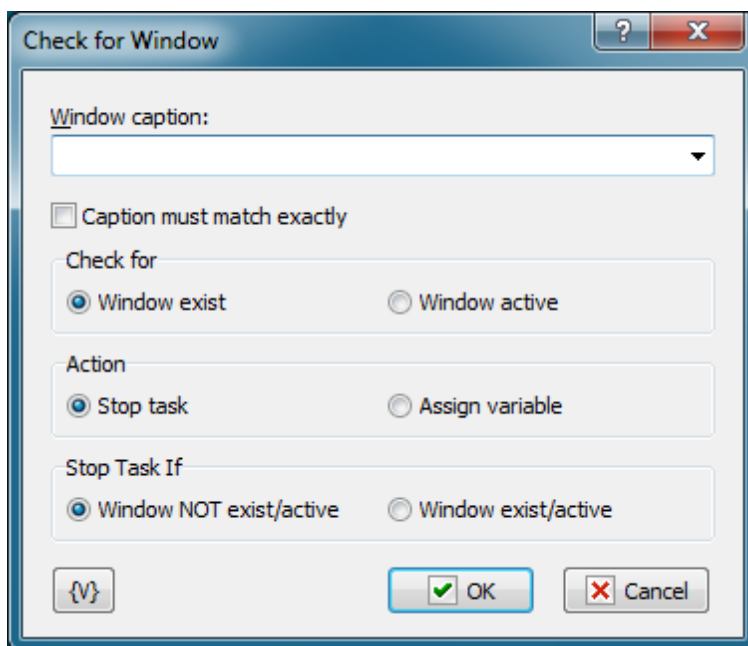 Check for Window
?
Window caption:
Caption must match exactly
Check for
Window exist
Window active
Action
Stop task
Assign variable
Stop Task If
Window NOT exist/active
Window exist/active
{V}
OK
Cancel